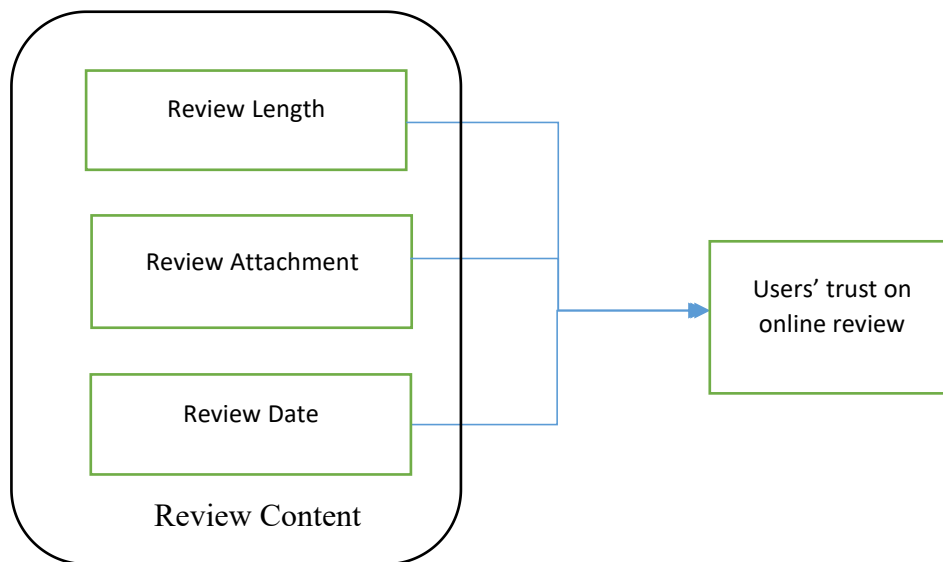 Review Length
Review Attachment
Users’ trust on
online review
Review Date
Review Content